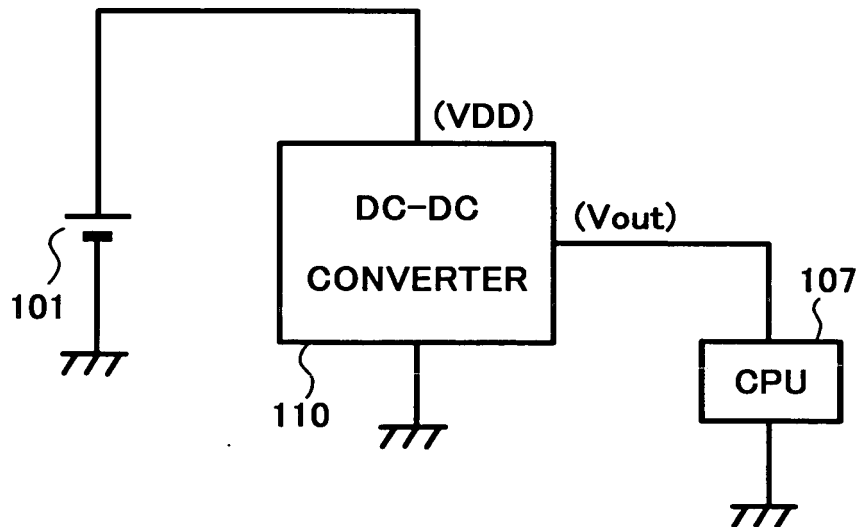 (VDD)
DC-DC
CONVERTER
(Vout)
101
107
110
CPU